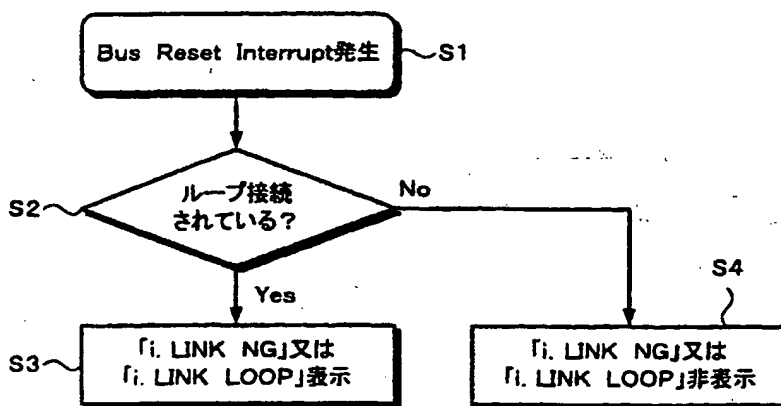 Bus Reset Interrupt発生
S1
ループ接続
されている?
S2
No
Yes
S4
S3
「i. LINK NG」又は
「i. LINK LOOP」表示
「i. LINK NG」又は
「i. LINK LOOP」非表示